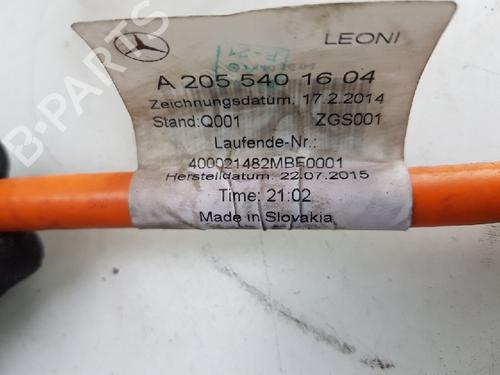 B-PARTS
LEONI
A 205 540 16 04
Zeichnungsdatum: 17.2.2014
Stand:Q001 ZGS001
Laufende-Nr.:
400021482MBE0001
Herstelldatum: 22.07.2015
Time: 21:02
Made in Slovakia